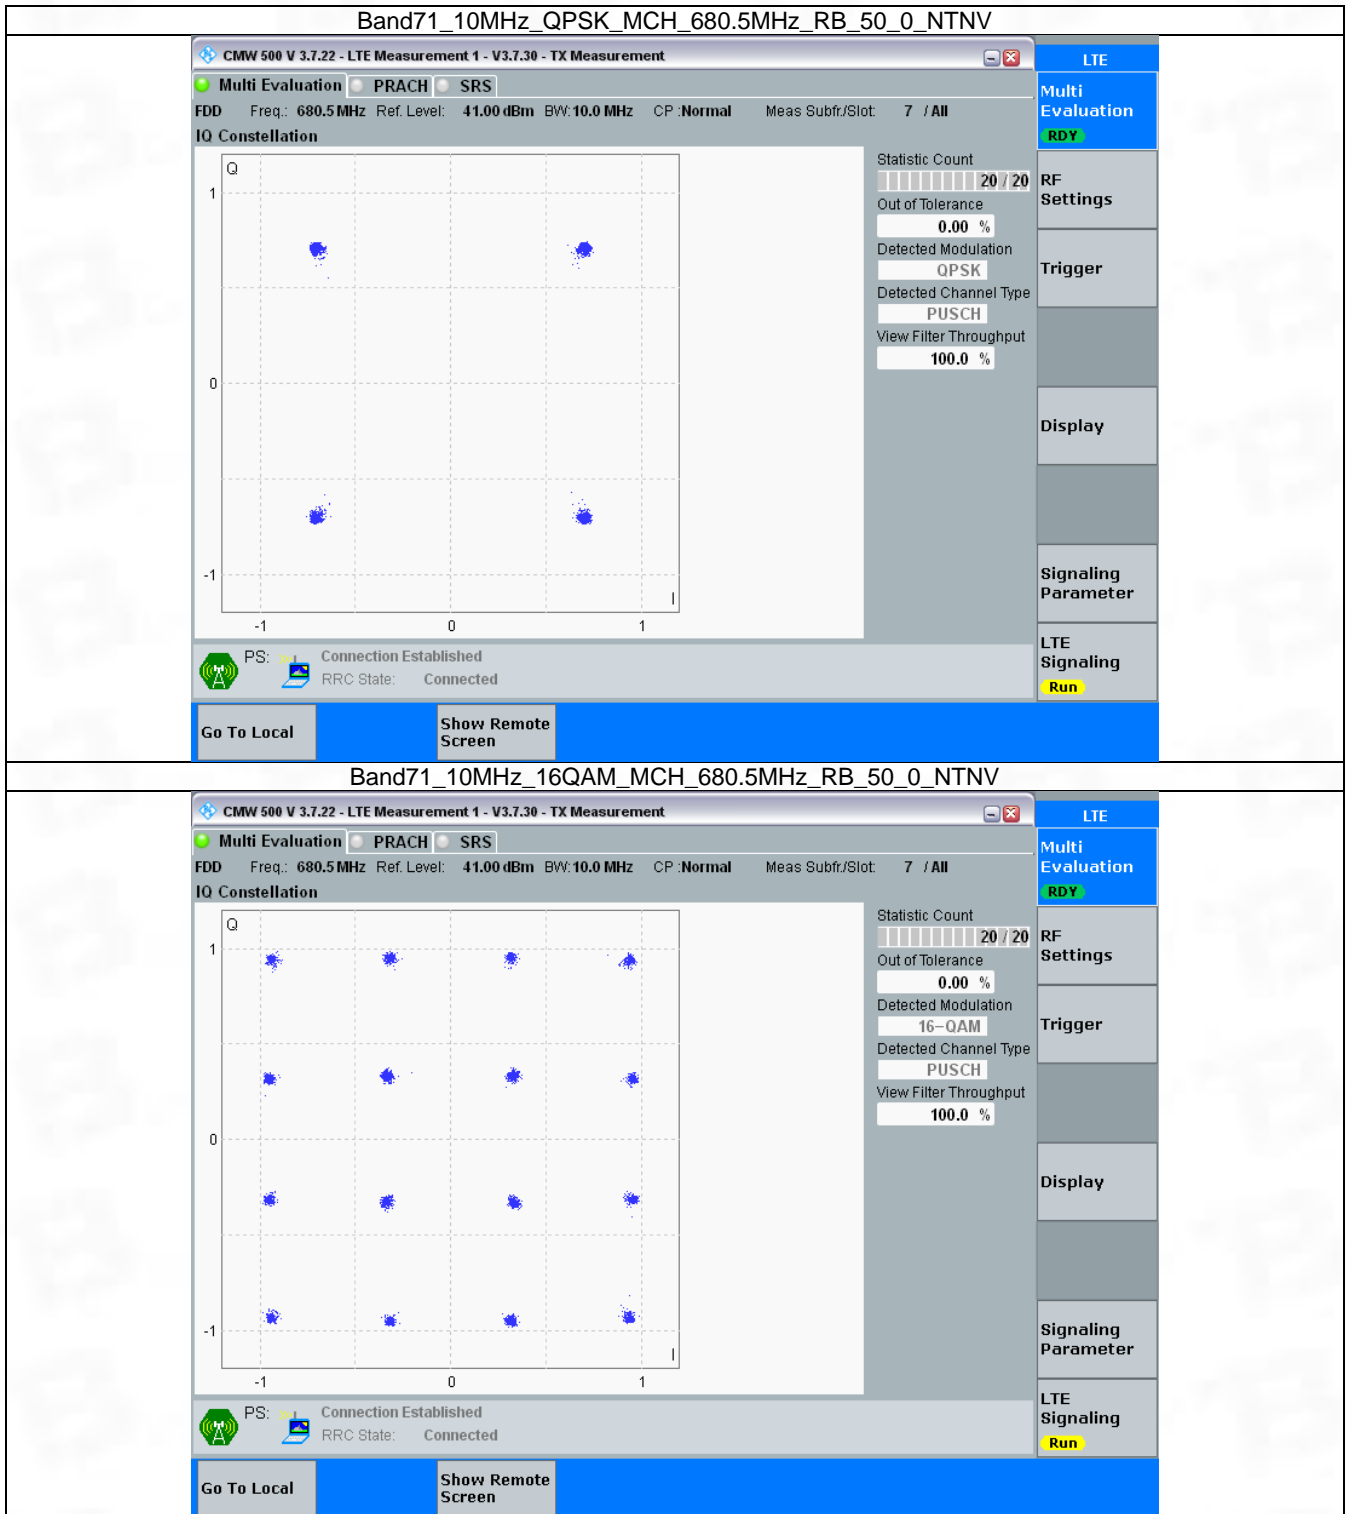 Band71_10MHz_QPSK_MCH_680.5MHz_RB_50_0_NTNV
CMW 500 V 3.7.22 - LTE Measurement 1 - V3.7.30 - TX Measurement
LTE
Multi Evaluation PRACH SRS
Multi
Evaluation
RDY
FDD Freq.: 680.5 MHz Ref. Level: 41.00 dBm BW: 10.0 MHz CP :Normal Meas Subfr./Slot: 7 / All
IQ Constellation
Q
1
0
-1
I
-1 0 1
Statistic Count
20 / 20
Out of Tolerance
0.00 %
Detected Modulation
QPSK
Detected Channel Type
PUSCH
View Filter Throughput
100.0 %
RF
Settings
Trigger
Display
Signaling
Parameter
LTE
Signaling
Run
PS: Connection Established
RRC State: Connected
Go To Local
Show Remote
Screen
Band71_10MHz_16QAM_MCH_680.5MHz_RB_50_0_NTNV
CMW 500 V 3.7.22 - LTE Measurement 1 - V3.7.30 - TX Measurement
LTE
Multi Evaluation PRACH SRS
Multi
Evaluation
RDY
FDD Freq.: 680.5 MHz Ref. Level: 41.00 dBm BW: 10.0 MHz CP :Normal Meas Subfr./Slot: 7 / All
IQ Constellation
Q
1
0
-1
I
-1 0 1
Statistic Count
20 / 20
Out of Tolerance
0.00 %
Detected Modulation
16-QAM
Detected Channel Type
PUSCH
View Filter Throughput
100.0 %
RF
Settings
Trigger
Display
Signaling
Parameter
LTE
Signaling
Run
PS: Connection Established
RRC State: Connected
Go To Local
Show Remote
Screen